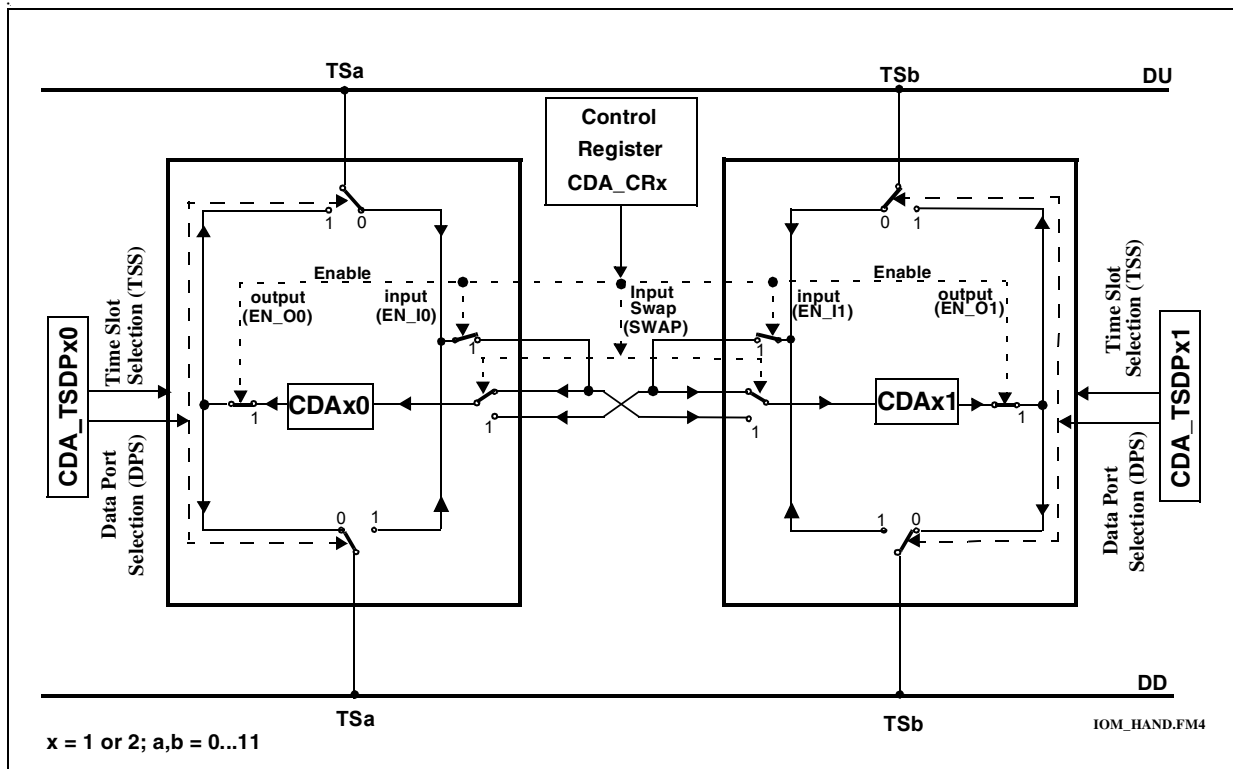 TSa
TSb
DU
Control
Register
CDA_CRx
1
0
0
1
Enable
Enable
output
(EN_O0)
input
(EN_I0)
Input
Swap
(SWAP)
input
(EN_I1)
output
(EN_O1)
Time Slot
Selection (TSS)
Time Slot
Selection (TSS)
CDA_TSDPx0
CDA_TSDPx1
1
1
1
CDAx0
1
1
CDAx1
1
Data Port
Selection (DPS)
Data Port
Selection (DPS)
0
1
1
0
DD
TSa
TSb
IOM_HAND.FM4
x = 1 or 2; a,b = 0...11